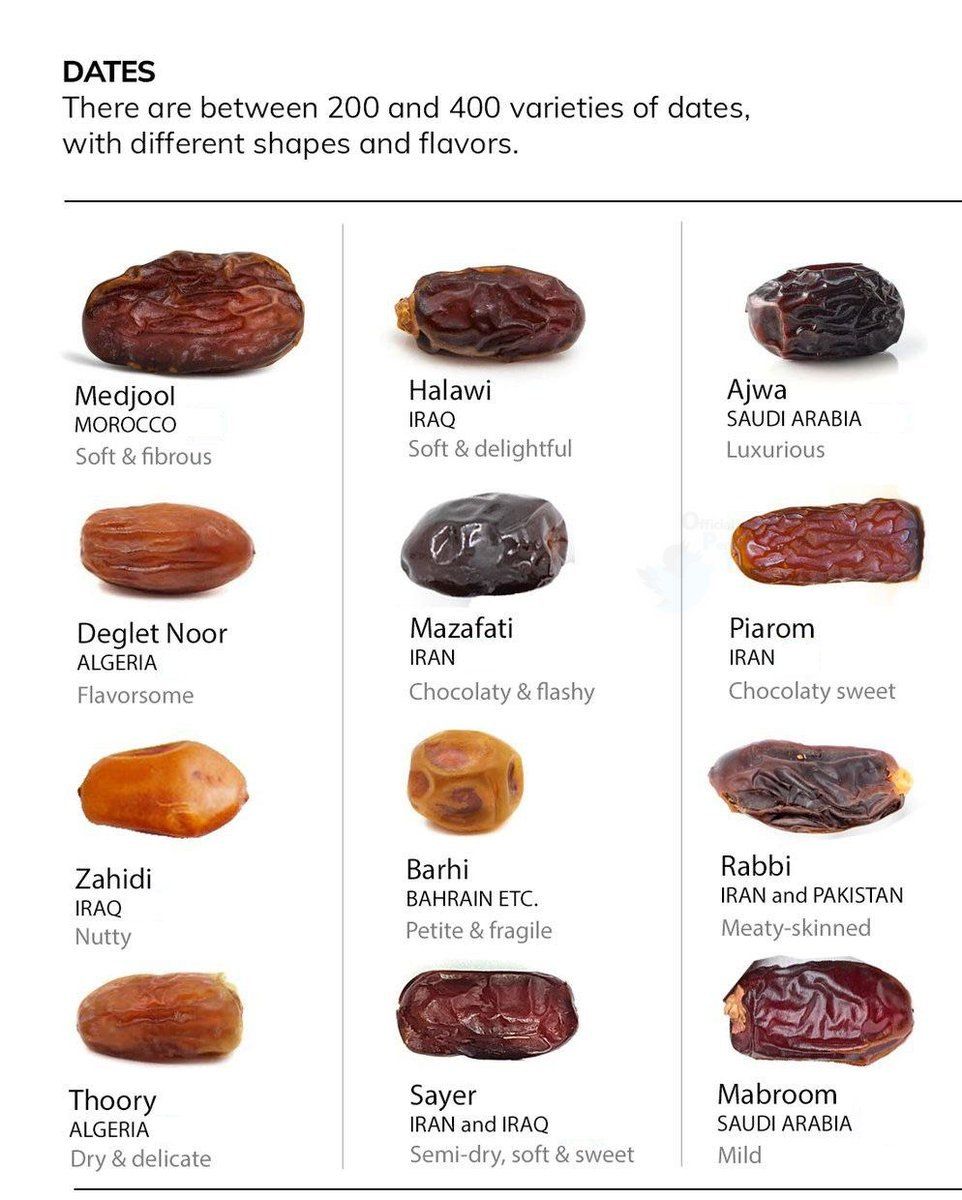 DATES
There are between 200 and 400 varieties of dates,
with different shapes and flavors.
Medjool
MOROCCO
Soft & fibrous
Halawi
IRAQ
Soft & delightful
Ajwa
SAUDI ARABIA
Luxurious
Deglet Noor
ALGERIA
Flavorsome
Mazafati
IRAN
Chocolaty & flashy
Official
Piarom
IRAN
Chocolaty sweet
Zahidi
IRAQ
Nutty
Barhi
BAHRAIN ETC.
Petite & fragile
Rabbi
IRAN and PAKISTAN
Meaty-skinned
Thoory
ALGERIA
Dry & delicate
Sayer
IRAN and IRAQ
Semi-dry, soft & sweet
Mabroom
SAUDI ARABIA
Mild